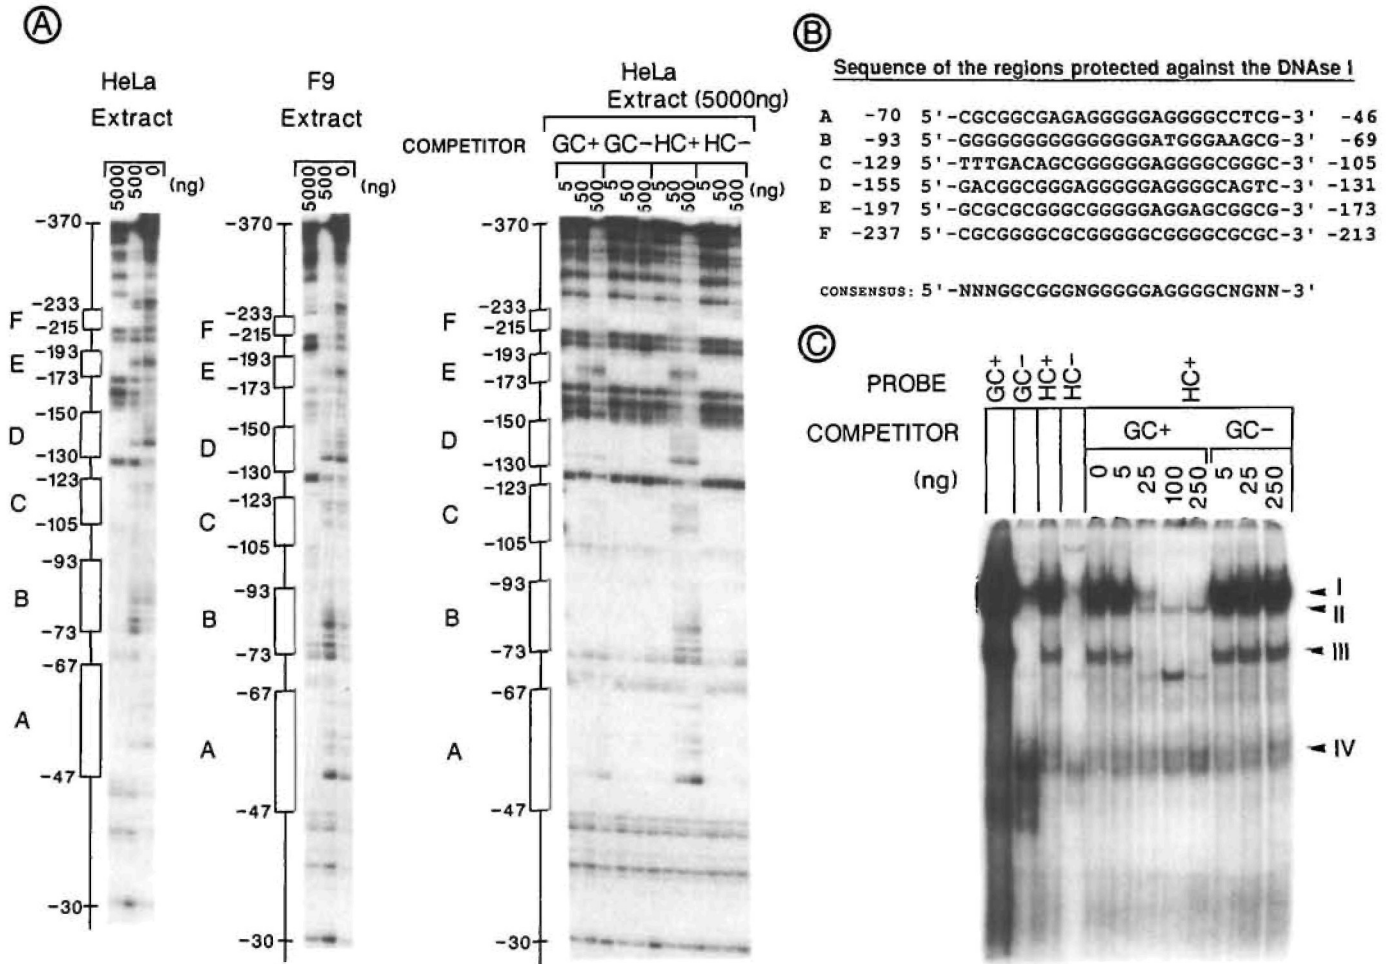 A
HeLa
Extract
5000
500
0
(ng)
-370
-233
F
-215
-193
E
-173
-150
D
-130
-123
C
-105
-93
B
-73
-67
A
-47
-30
F9
Extract
5000
500
0
(ng)
-370
-233
F
-215
-193
E
-173
-150
D
-130
-123
C
-105
-93
B
-73
-67
A
-47
-30
HeLa
Extract (5000ng)
COMPETITOR GC+ GC- HC+ HC-
5 50 500 5 50 500 5 50 500 5 50 500 (ng)
-370
-233
F
-215
-193
E
-173
-150
D
-130
-123
C
-105
-93
B
-73
-67
A
-47
-30
B
Sequence of the regions protected against the DNAse I
A -70 5'-CGCGGCGAGAGGGGGAGGGGCCTCG-3' -46
B -93 5'-GGGGGGGGGGGGGGGATGGGAAGCG-3' -69
C -129 5'-TTTGACAGCGGGGGGAGGGGCGGGC-3' -105
D -155 5'-GACGGCGGGAGGGGGAGGGGCAGTC-3' -131
E -197 5'-GCGCGCGGGCGGGGGAGGAGCGGCG-3' -173
F -237 5'-CGCGGGGCGCGGGGGCGGGGCGCGC-3' -213
CONSENSUS: 5'-NNNGGCGGGNGGGGGAGGGGCNGNN-3'
C
PROBE GC+ GC- HC+ HC- HC+
COMPETITOR GC+ GC-
(ng) 0 5 25 100 250 5 25 250
I
II
III
IV